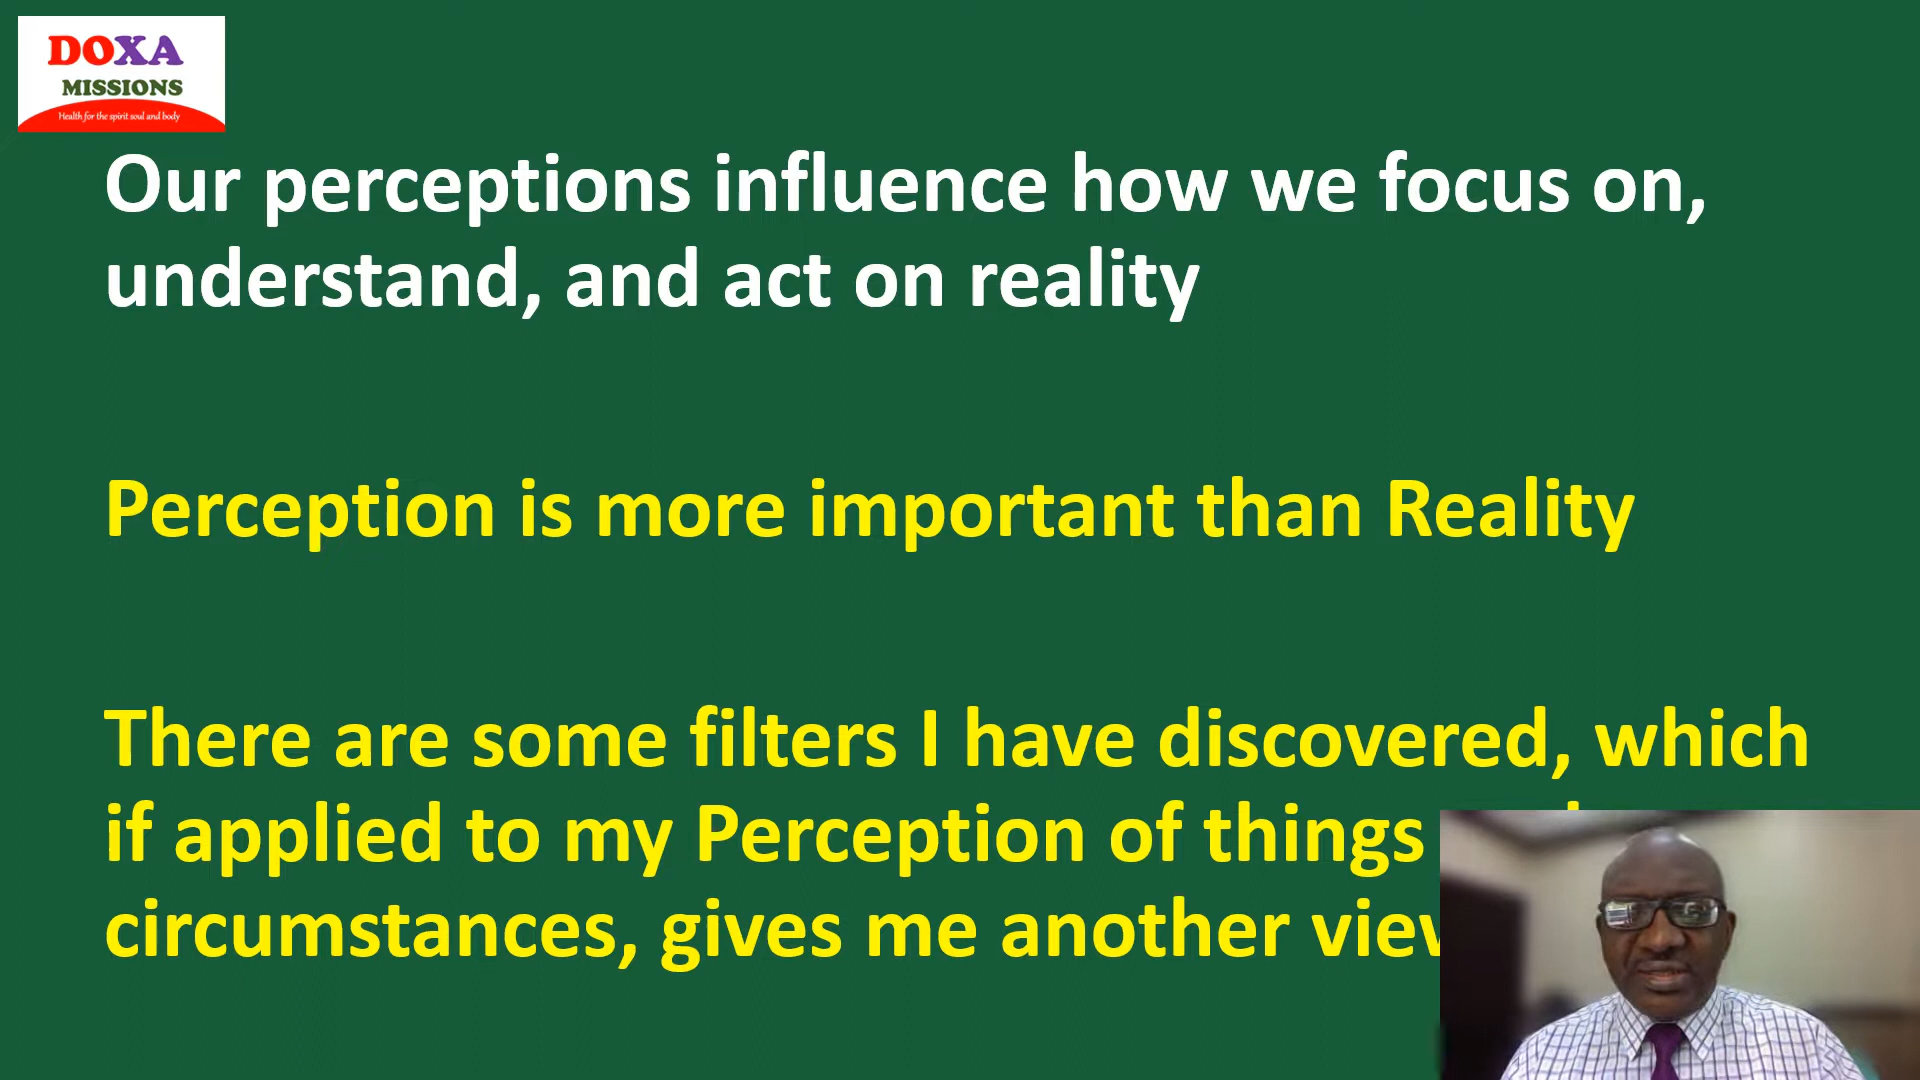 DOXA
MISSIONS
Health for the spirit soul and body
Our perceptions influence how we focus on,
understand, and act on reality
Perception is more important than Reality
There are some filters I have discovered, which
if applied to my Perception of things
circumstances, gives me another